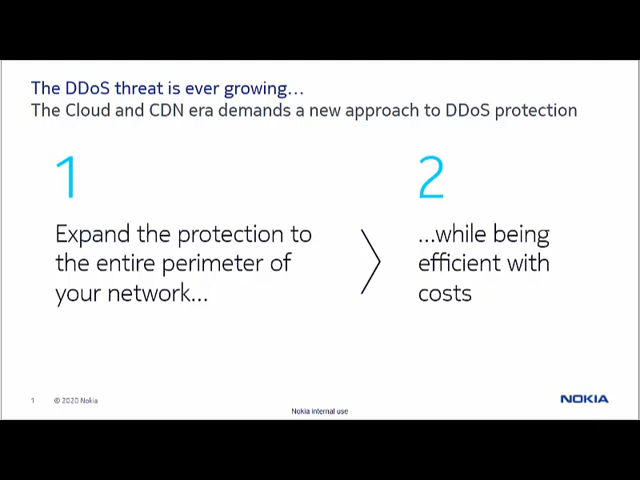 The DDoS threat is ever growing...
The Cloud and CDN era demands a new approach to DDoS protection
1
Expand the protection to
the entire perimeter of
your network...
2
...while being
efficient with
costs
1 © 2020 Nokia
Nokia internal use
NOKIA